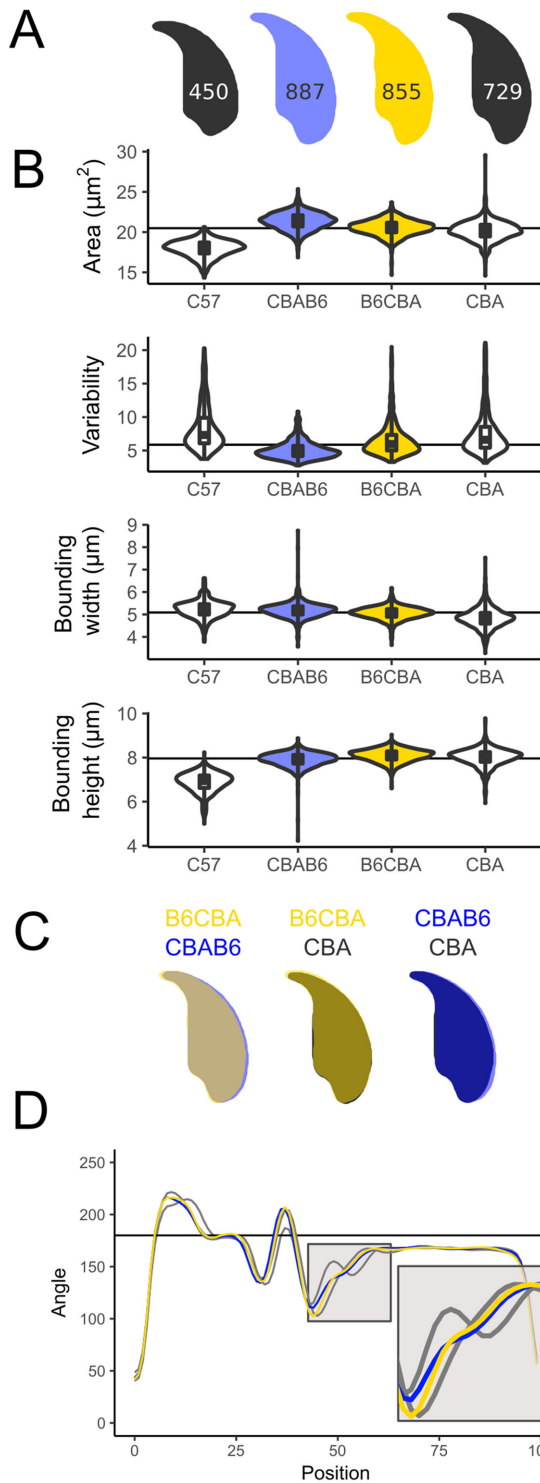 A
450 887 855 729
B
30
25
20
15
Area (µm²)
C57 CBAB6 B6CBA CBA
20
15
10
5
Variability
C57 CBAB6 B6CBA CBA
9
8
7
6
5
4
Bounding
width (µm)
C57 CBAB6 B6CBA CBA
10
8
6
4
Bounding
height (µm)
C57 CBAB6 B6CBA CBA
C
B6CBA B6CBA CBAB6
CBAB6 CBA CBA
D
250
200
150
100
50
0
Angle
0 25 50 75 100
Position